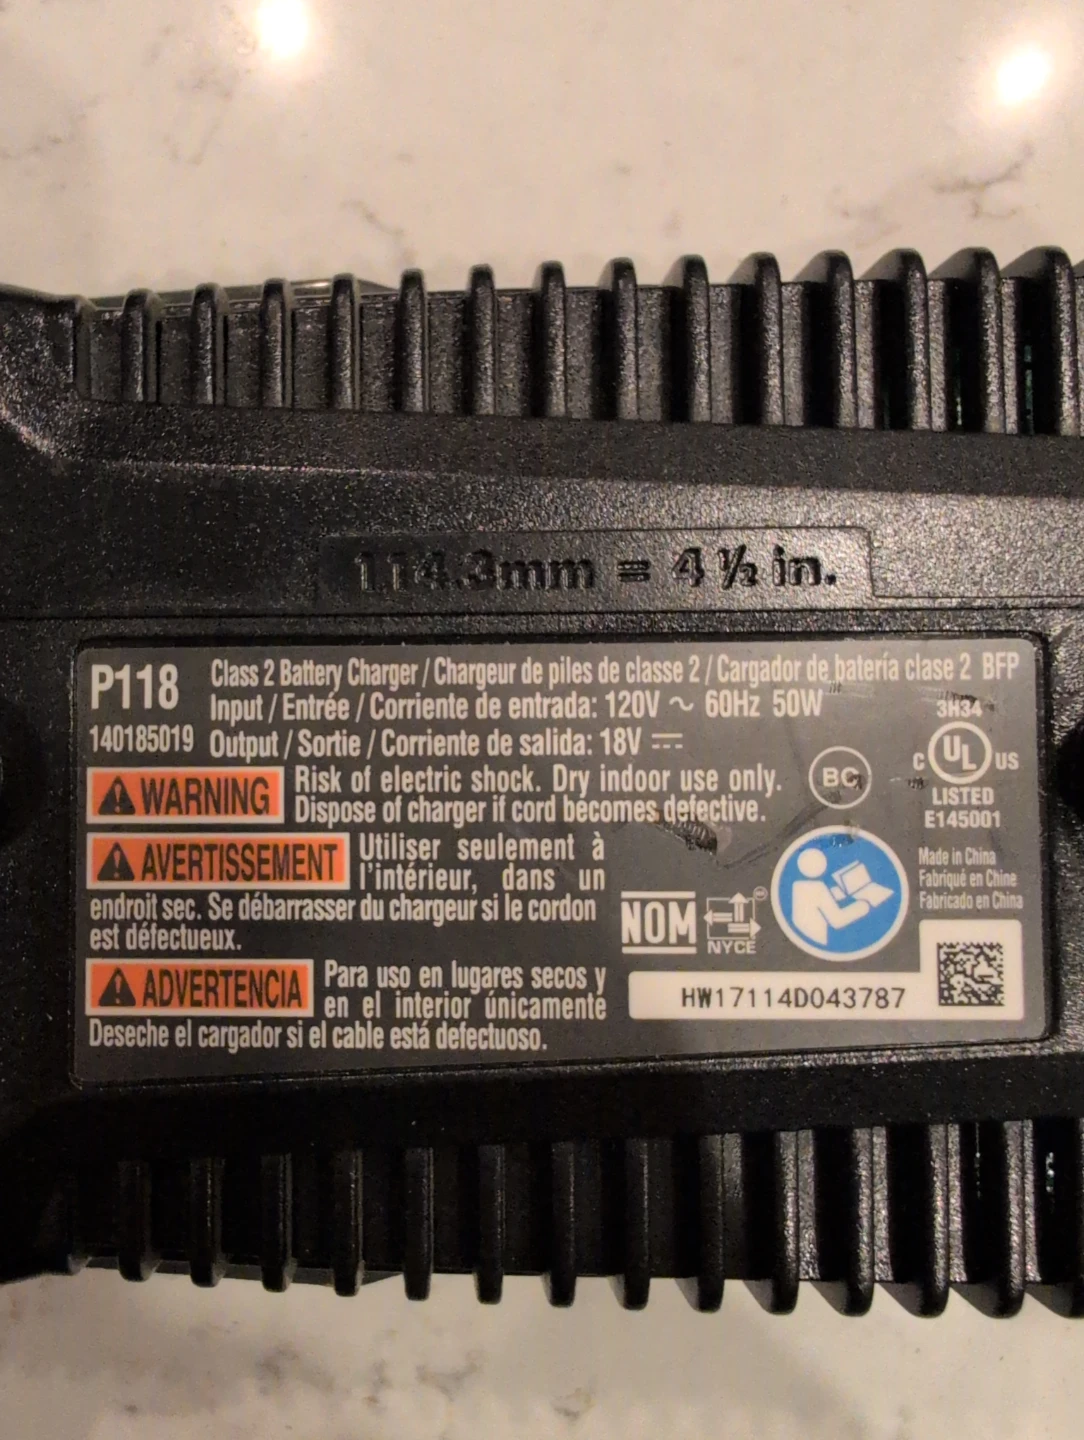 114.3mm = 4 ½ in.
P118
140185019
Class 2 Battery Charger / Chargeur de piles de classe 2 / Cargador de batería clase 2 BFP
Input / Entrée / Corriente de entrada: 120V ~ 60Hz 50W
Output / Sortie / Corriente de salida: 18V ⎓
3H34
C UL US
LISTED
E145001
BC
WARNING
Risk of electric shock. Dry indoor use only.
Dispose of charger if cord becomes defective.
AVERTISSEMENT
Utiliser seulement à
l'intérieur, dans un
endroit sec. Se débarrasser du chargeur si le cordon
est défectueux.
ADVERTENCIA
Para uso en lugares secos y
en el interior únicamente
Deseche el cargador si el cable está defectuoso.
NOM
NYCE
Made in China
Fabriqué en Chine
Fabricado en China
HW17114D043787